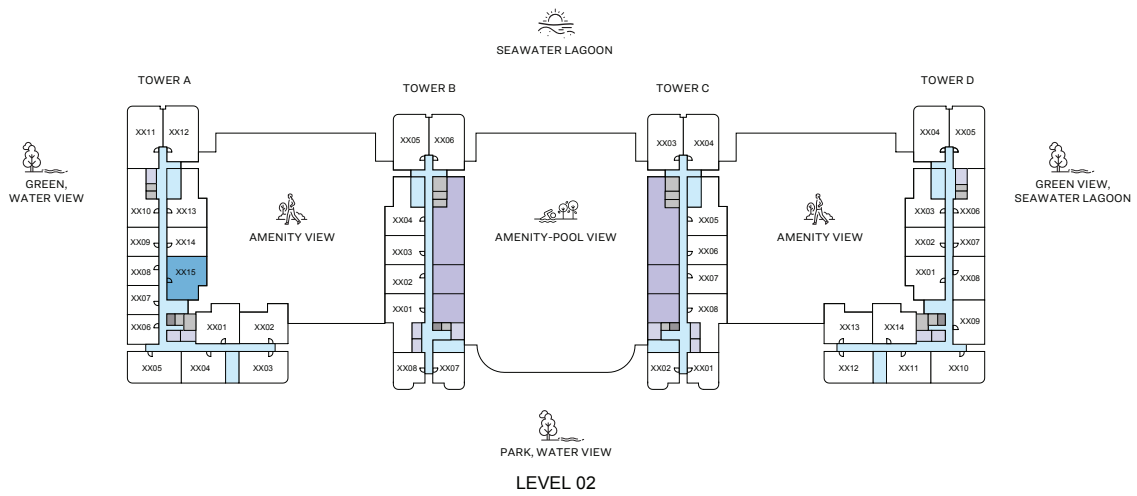 SEAWATER LAGOON
TOWER A
TOWER B
TOWER C
TOWER D
GREEN,
WATER VIEW
AMENITY VIEW
AMENITY-POOL VIEW
AMENITY VIEW
GREEN VIEW,
SEAWATER LAGOON
XX11 XX12
XX10 XX13
XX09 XX14
XX08 XX15
XX07
XX06 XX01 XX02
XX05 XX04 XX03
XX05 XX06
XX04
XX03
XX02
XX01
XX08 XX07
XX03 XX04
XX05
XX06
XX07
XX08
XX02 XX01
XX04 XX05
XX03 XX06
XX02 XX07
XX01 XX08
XX13 XX14 XX09
XX12 XX11 XX10
PARK, WATER VIEW
LEVEL 02